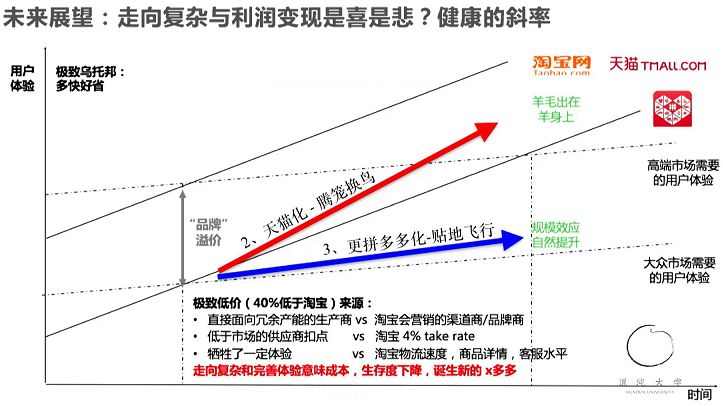 未来展望：走向复杂与利润变现是喜是悲？健康的斜率
用户
体验
极致乌托邦：
多快好省
淘宝网
Taobao.com
天猫TMALL.COM
羊毛出在
羊身上
高端市场需要
的用户体验
“品牌”
溢价
2、天猫化 - 腾笼换鸟
3、更拼多多化-贴地飞行
规模效应
自然提升
大众市场需要
的用户体验
极致低价（40%低于淘宝）来源：
• 直接面向冗余产能的生产商 vs 淘宝会营销的渠道商/品牌商
• 低于市场的供应商扣点 vs 淘宝 4% take rate
• 牺牲了一定体验 vs 淘宝物流速度，商品详情，客服水平
走向复杂和完善体验意味成本，生存度下降，诞生新的 x多多
混沌大学
时间